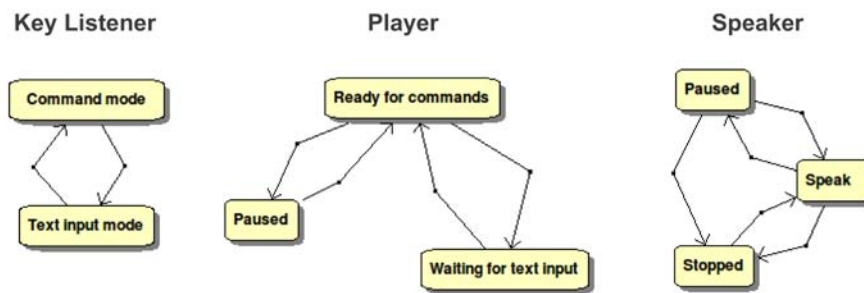 Key Listener
Player
Speaker
Command mode
Text input mode
Ready for commands
Paused
Waiting for text input
Paused
Speak
Stopped